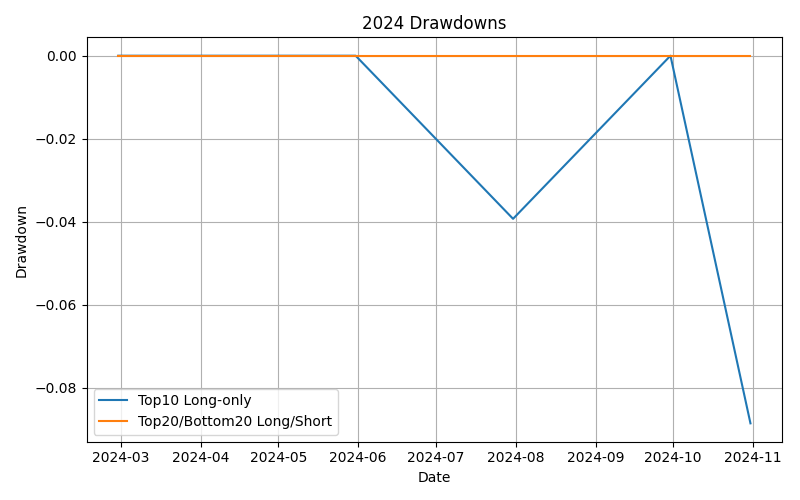 2024 Drawdowns
Drawdown
0.00
−0.02
−0.04
−0.06
−0.08
Top10 Long-only
Top20/Bottom20 Long/Short
2024-03 2024-04 2024-05 2024-06 2024-07 2024-08 2024-09 2024-10 2024-11
Date